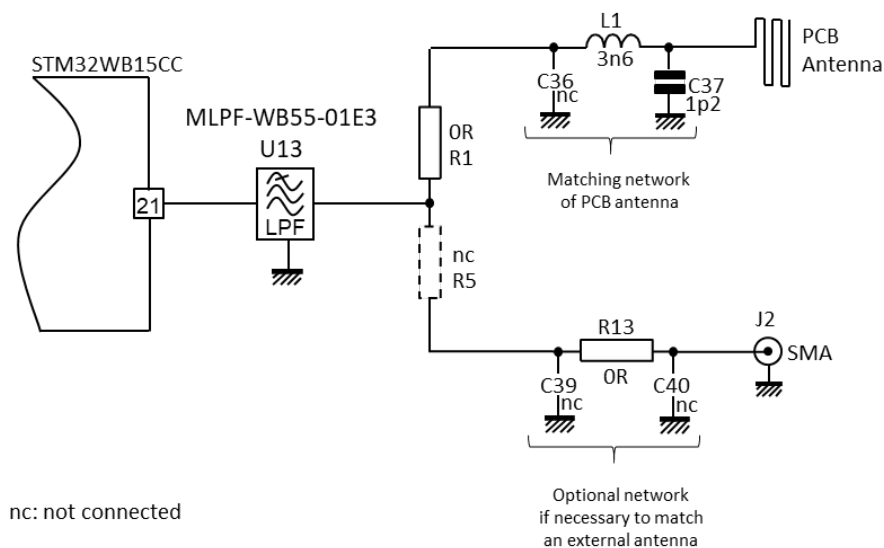 STM32WB15CC
21
MLPF-WB55-01E3
U13
LPF
0R
R1
nc
R5
C36
nc
L1
3n6
C37
1p2
PCB
Antenna
Matching network
of PCB antenna
R13
0R
C39
nc
C40
nc
J2
SMA
Optional network
if necessary to match
an external antenna
nc: not connected